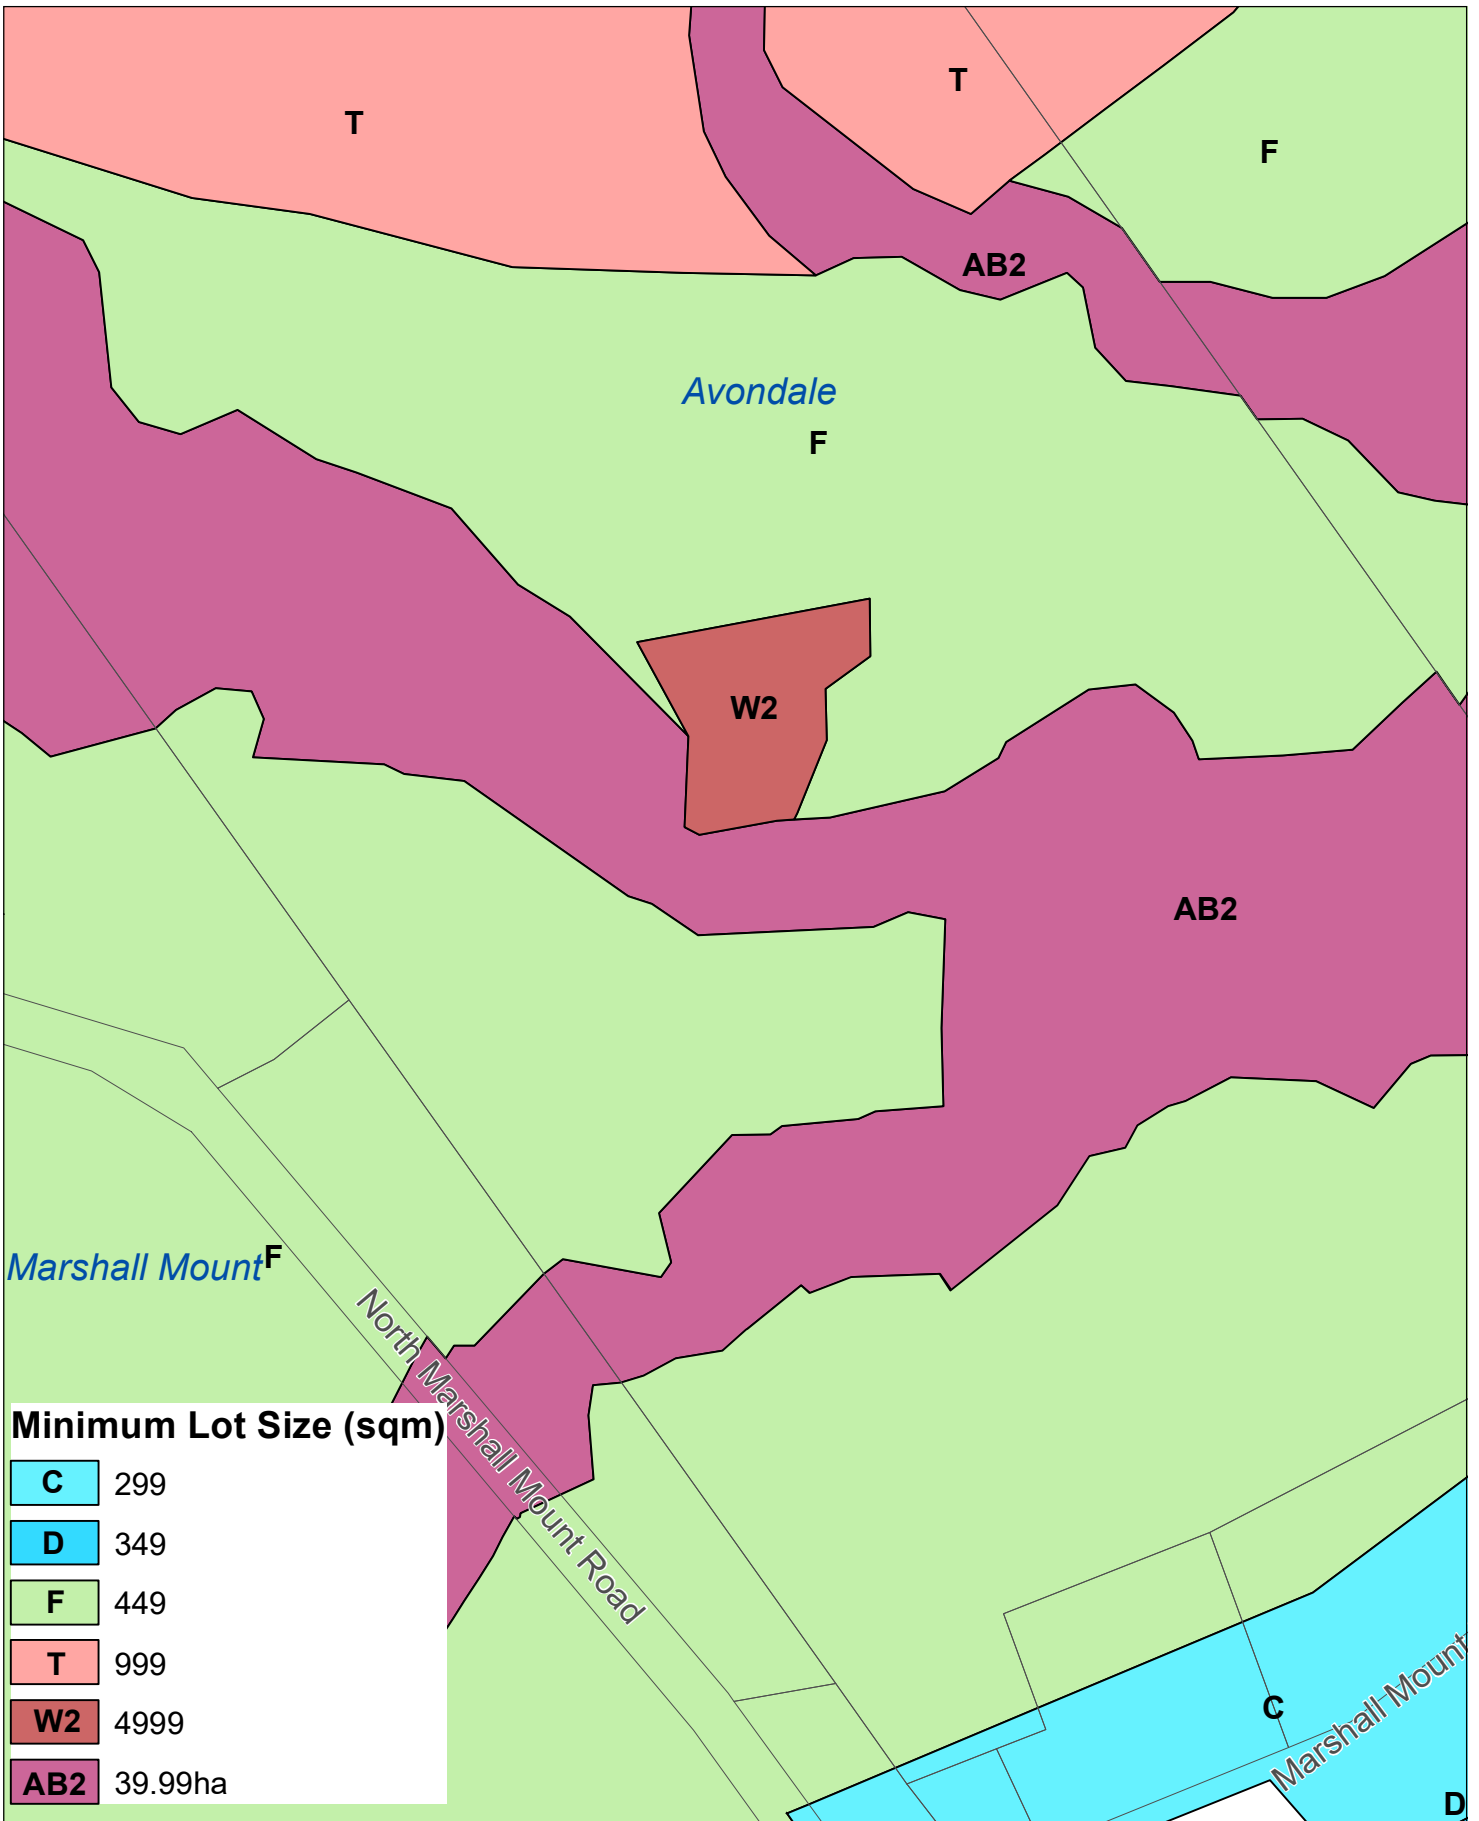 T
T
F
AB2
Avondale
F
W2
AB2
Marshall Mount
F
North Marshall Mount Road
Minimum Lot Size (sqm)
C 299
D 349
F 449
T 999
W2 4999
AB2 39.99ha
C
Marshall Mount
D